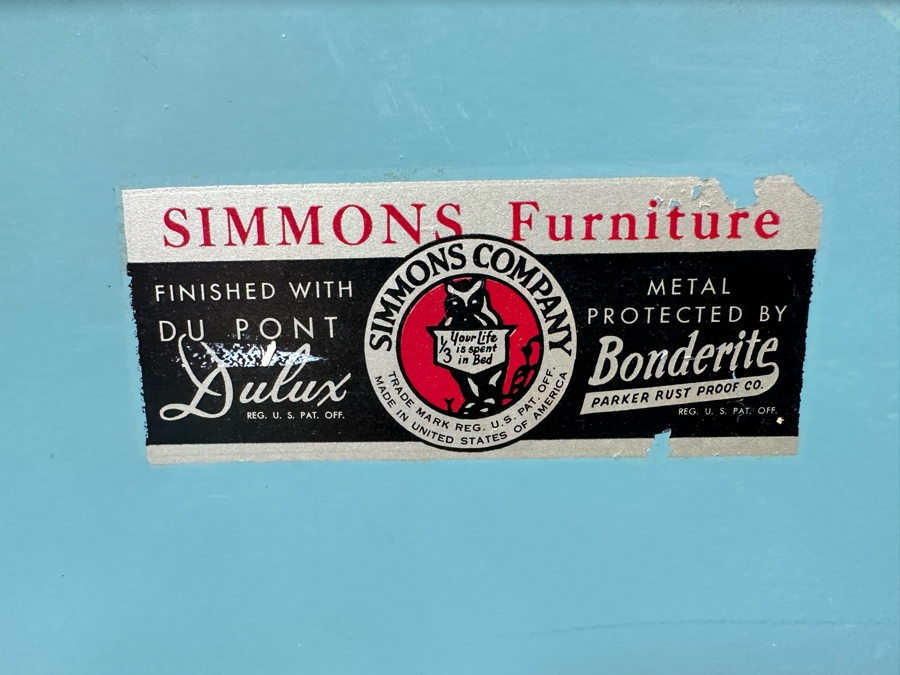 SIMMONS Furniture
FINISHED WITH
DU PONT
Dulux
REG. U. S. PAT. OFF.
SIMMONS COMPANY
1/3 Your Life
is spent
in Bed
TRADE MARK REG. U.S. PAT. OFF.
MADE IN UNITED STATES OF AMERICA
METAL
PROTECTED BY
Bonderite
PARKER RUST PROOF CO.
REG. U. S. PAT. OFF.